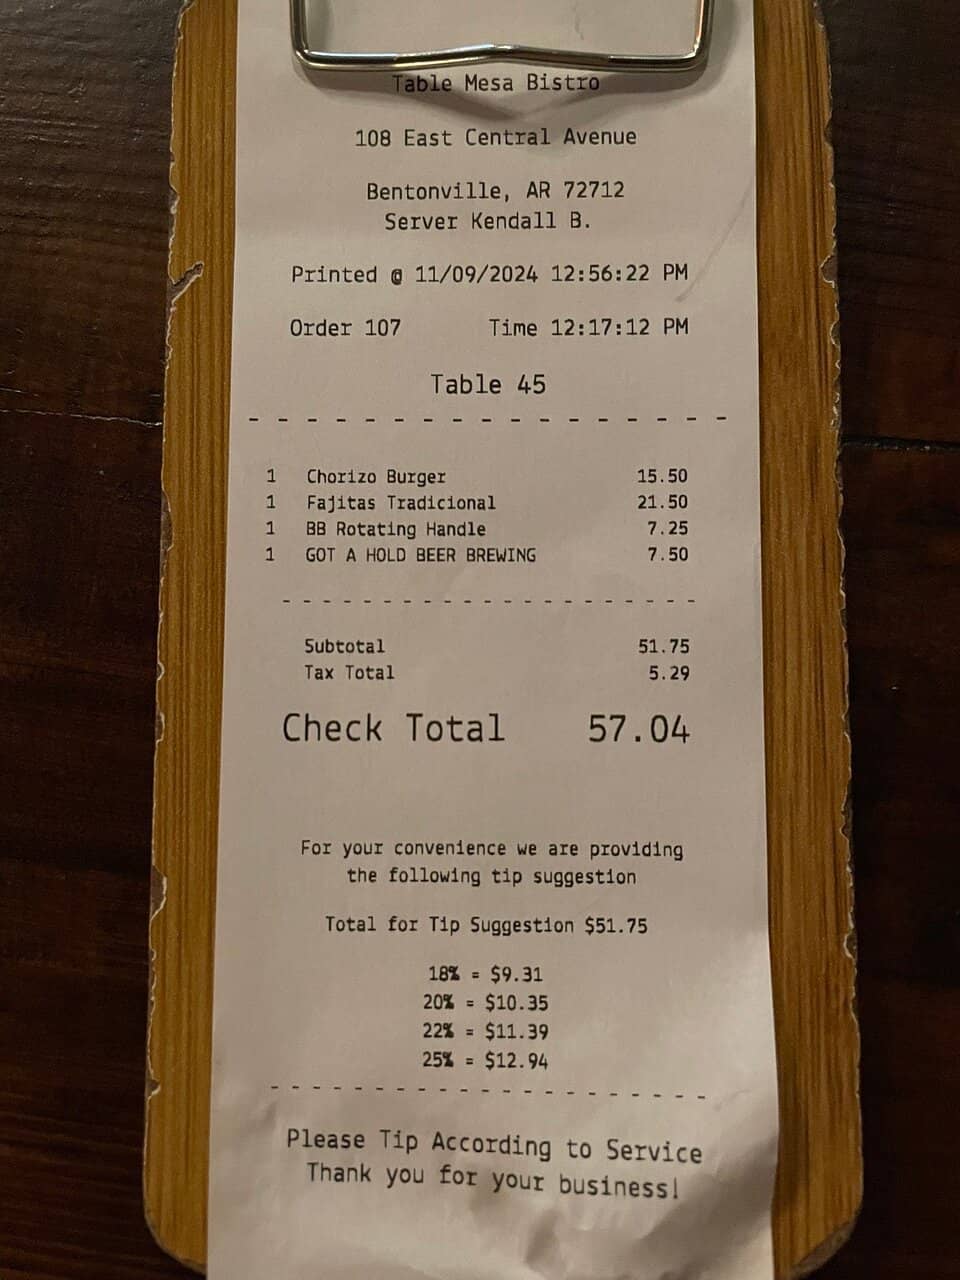 Table Mesa Bistro
108 East Central Avenue
Bentonville, AR 72712
Server Kendall B.
Printed @ 11/09/2024 12:56:22 PM
Order 107 Time 12:17:12 PM
Table 45
1 Chorizo Burger 15.50
1 Fajitas Tradicional 21.50
1 BB Rotating Handle 7.25
1 GOT A HOLD BEER BREWING 7.50
Subtotal 51.75
Tax Total 5.29
Check Total 57.04
For your convenience we are providing
the following tip suggestion
Total for Tip Suggestion $51.75
18% = $9.31
20% = $10.35
22% = $11.39
25% = $12.94
Please Tip According to Service
Thank you for your business!